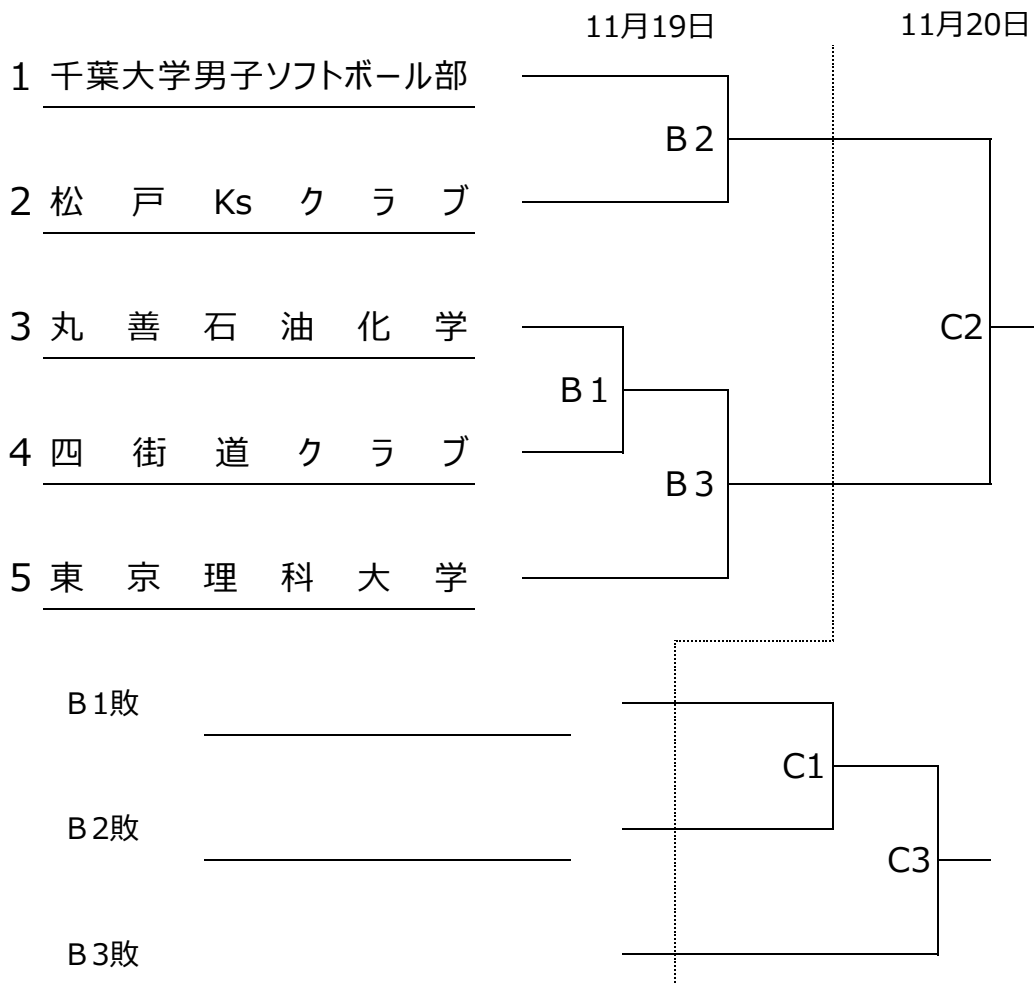 11月19日 11月20日
1 千葉大学男子ソフトボール部
B2
2 松戸Ksクラブ
3 丸善石油化学
C2
B1
4 四街道クラブ
B3
5 東京理科大学
B1敗
C1
B2敗
C3
B3敗